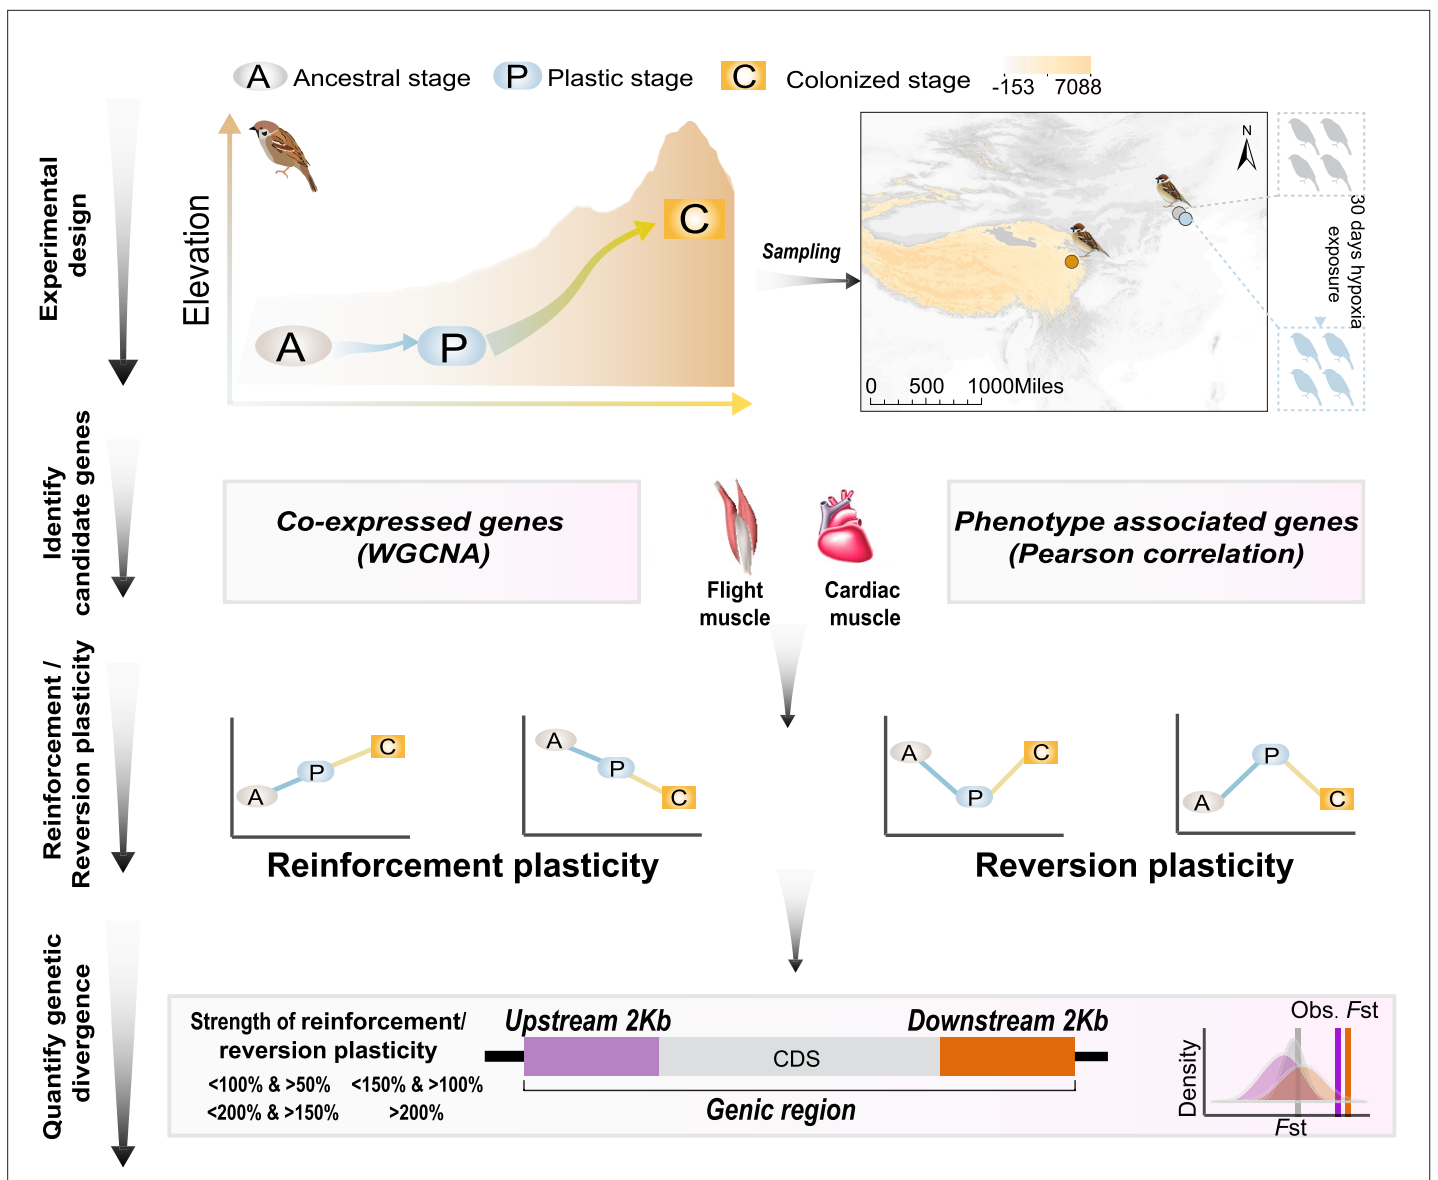 A Ancestral stage P Plastic stage C Colonized stage
-153 7088
Experimental
design
Elevation
A
P
C
Sampling
N
0 500 1000Miles
30 days hypoxia
exposure
Identify
candidate genes
Co-expressed genes
(WGCNA)
Flight
muscle
Cardiac
muscle
Phenotype associated genes
(Pearson correlation)
Reinforcement /
Reversion plasticity
A P C
A P C
A P C
A P C
Reinforcement plasticity
Reversion plasticity
Quantify genetic
divergence
Strength of reinforcement/
reversion plasticity
<100% & >50% <150% & >100%
<200% & >150% >200%
Upstream 2Kb
Downstream 2Kb
CDS
Genic region
Obs. Fst
Density
Fst